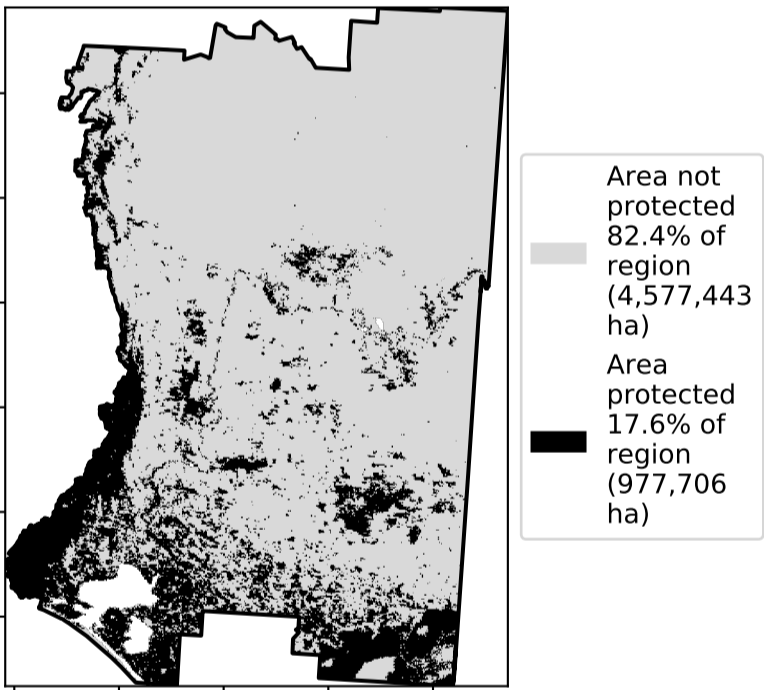 Area not
protected
82.4% of
region
(4,577,443
ha)
Area
protected
17.6% of
region
(977,706
ha)